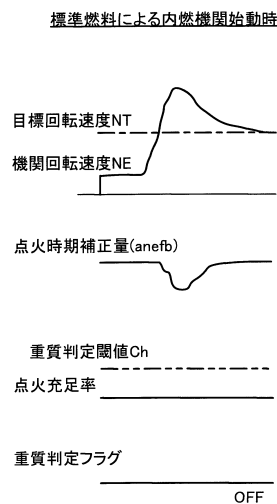 標準燃料による内燃機関始動時
目標回転速度NT
機関回転速度NE
点火時期補正量(anefb)
重質判定閾値Ch
点火充足率
重質判定フラグ
OFF